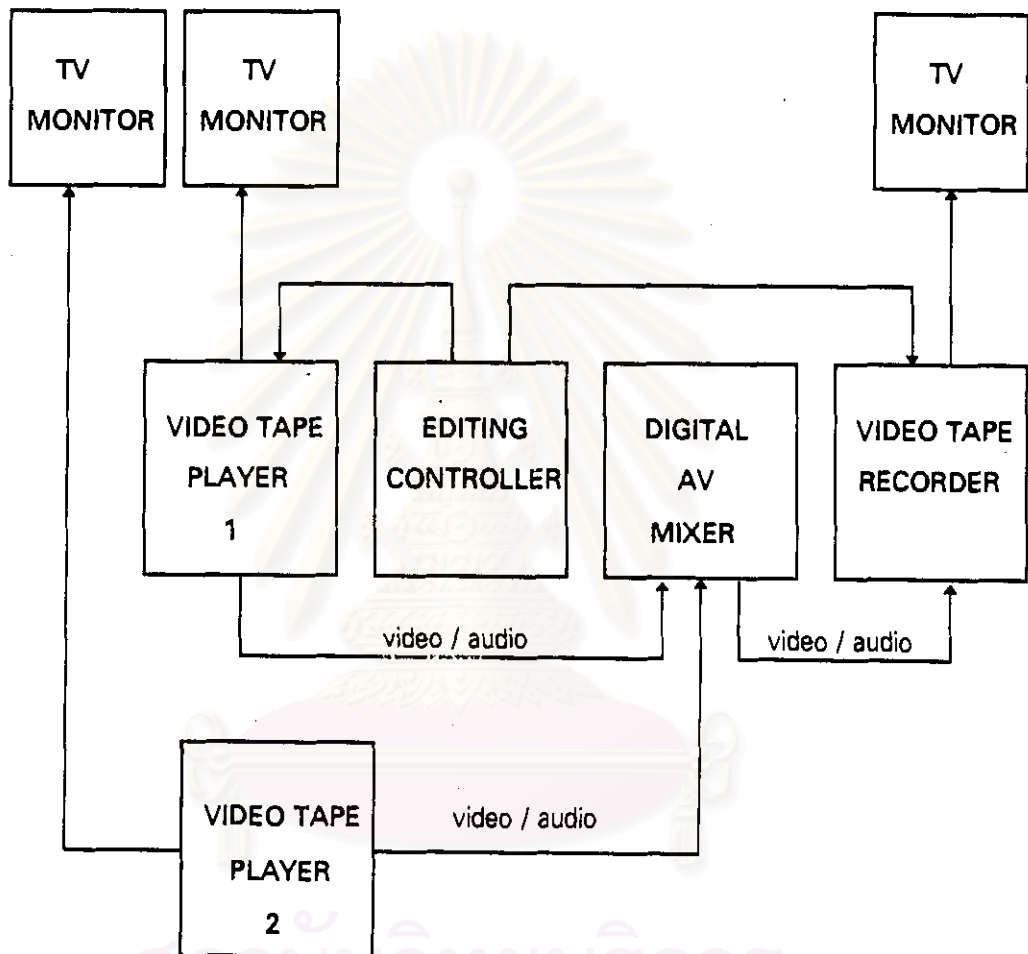 TV
MONITOR
TV
MONITOR
TV
MONITOR
VIDEO TAPE
PLAYER
1
EDITING
CONTROLLER
DIGITAL
AV
MIXER
VIDEO TAPE
RECORDER
video / audio
video / audio
VIDEO TAPE
PLAYER
2
video / audio